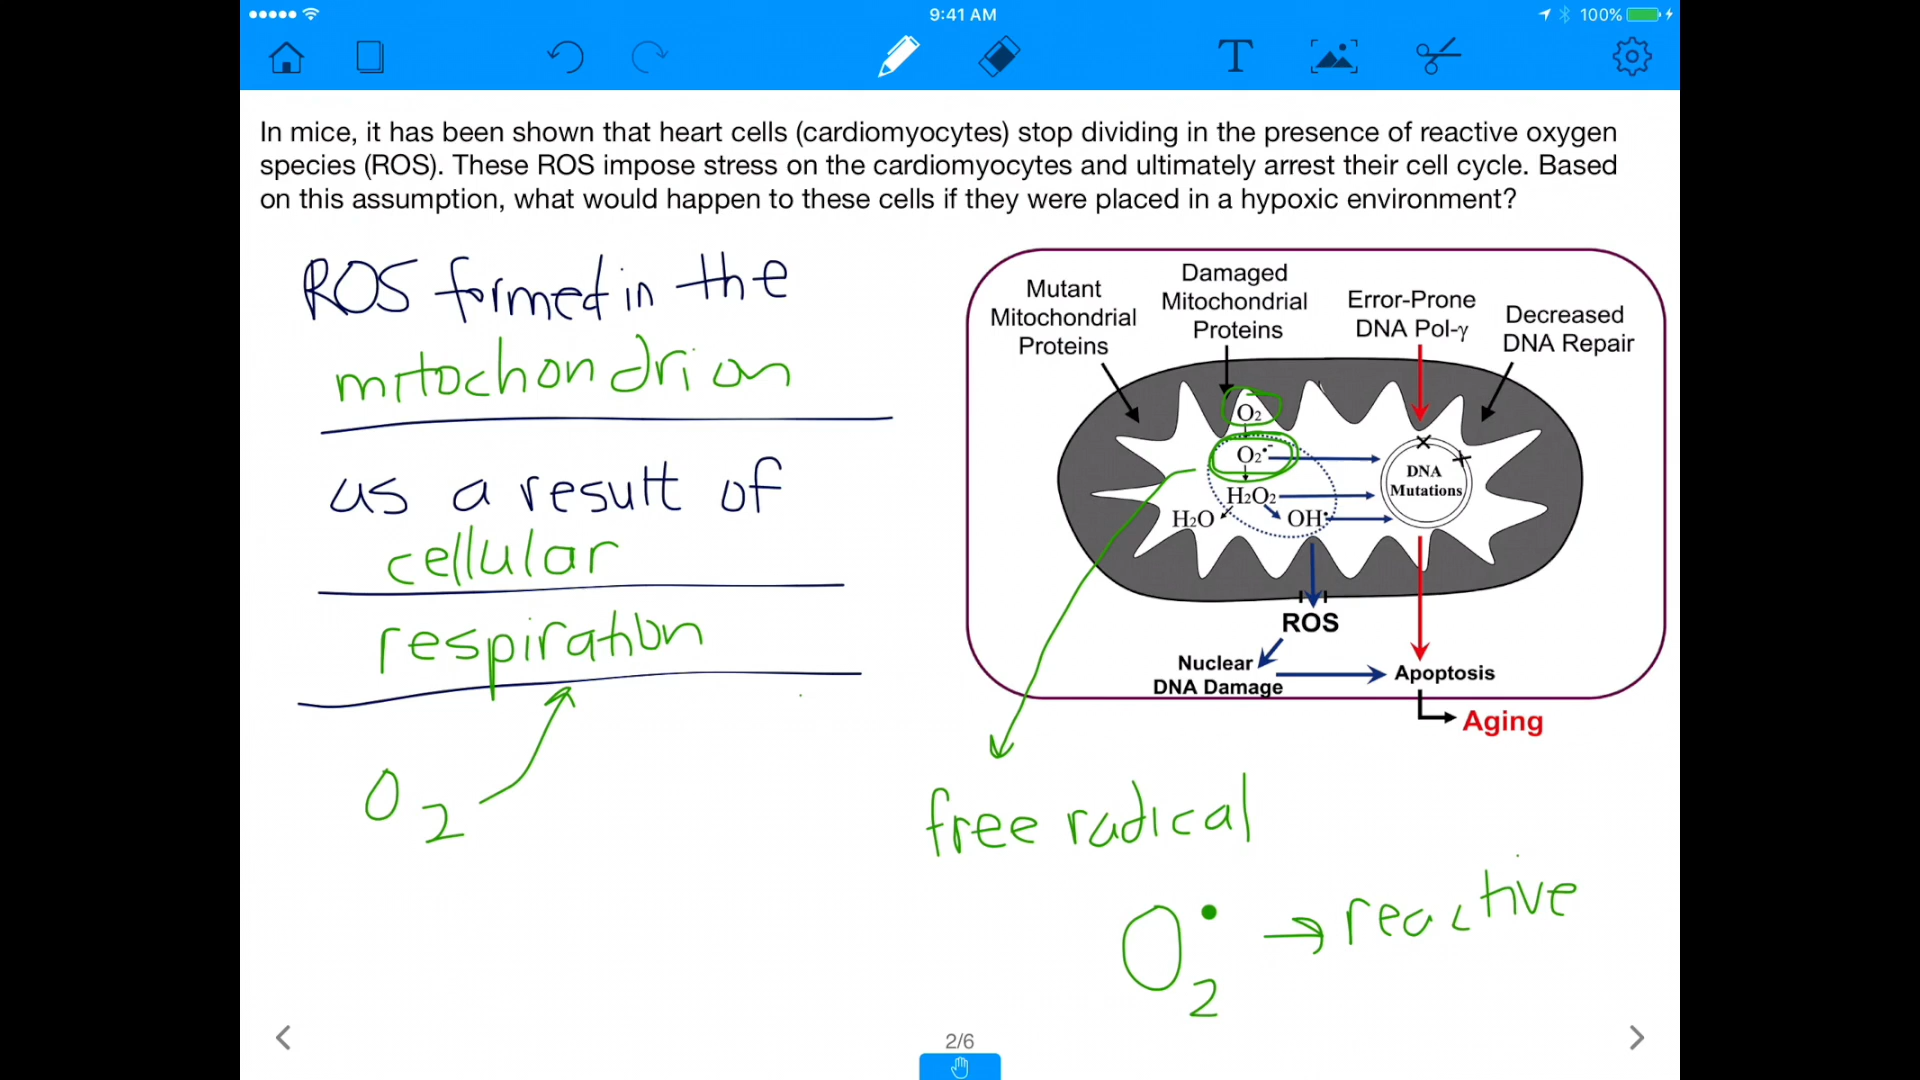 9:41 AM
100%
T
In mice, it has been shown that heart cells (cardiomyocytes) stop dividing in the presence of reactive oxygen
species (ROS). These ROS impose stress on the cardiomyocytes and ultimately arrest their cell cycle. Based
on this assumption, what would happen to these cells if they were placed in a hypoxic environment?
ROS formed in the
mitochondrion
as a result of
cellular
respiration
O2
Mutant
Mitochondrial
Proteins
Damaged
Mitochondrial
Proteins
Error-Prone
DNA Pol-γ
Decreased
DNA Repair
O2
O2•-
H2O2
H2O
OH•
DNA
Mutations
ROS
Nuclear
DNA Damage
Apoptosis
Aging
free radical
O2• → reactive
2/6